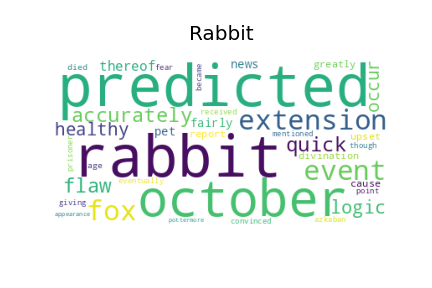 Rabbit
died thereof fear became news greatly
predicted occur
accurately received extension
healthy pet fairly
prisoner rabbit report mentioned quick upset
though
age divination
event
flaw eventually cause
point
giving fox october logic
appearance pottermore convinced azkaban